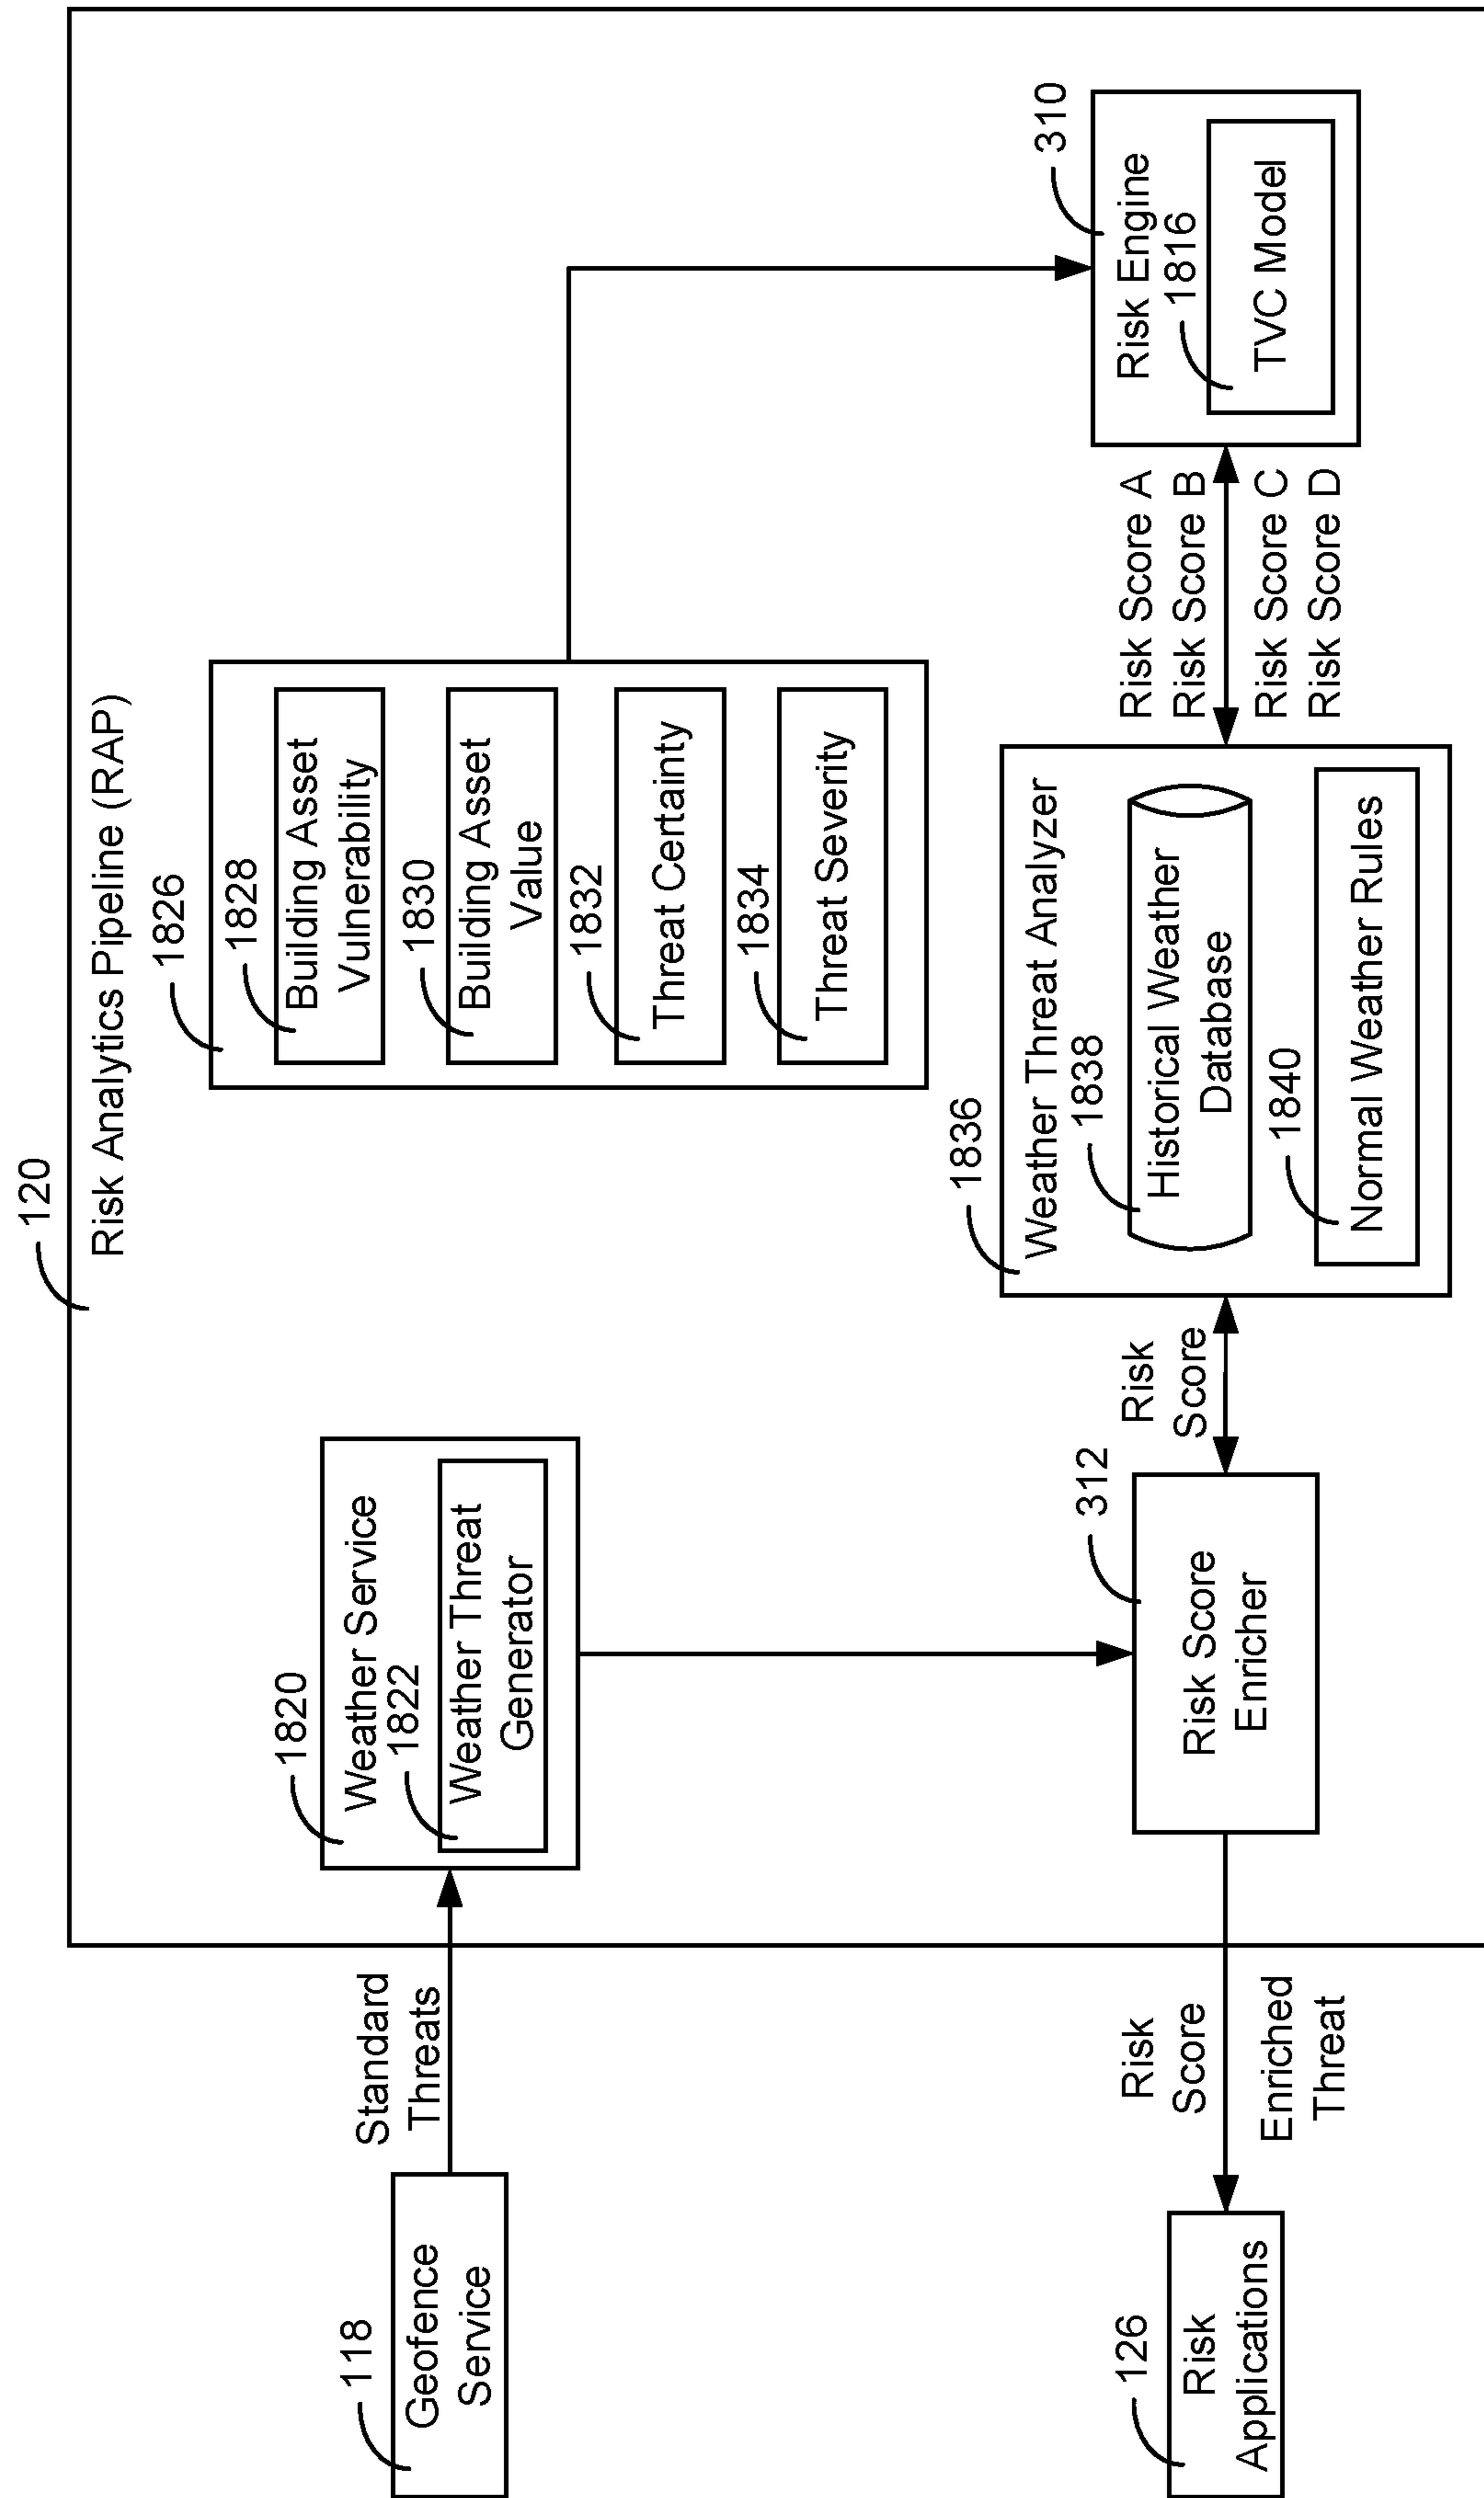 120
Risk Analytics Pipeline (RAP)
118
Geofence
Service
Standard
Threats
1820
Weather Service
1822
Weather Threat
Generator
1826
1828
Building Asset
Vulnerability
1830
Building Asset
Value
1832
Threat Certainty
1834
Threat Severity
126
Risk
Applications
Risk
Score
Enriched
Threat
312
Risk Score
Enricher
Risk
Score
1836
Weather Threat Analyzer
1838
Historical Weather
Database
1840
Normal Weather Rules
Risk Score A
Risk Score B
Risk Score C
Risk Score D
310
Risk Engine
1816
TVC Model